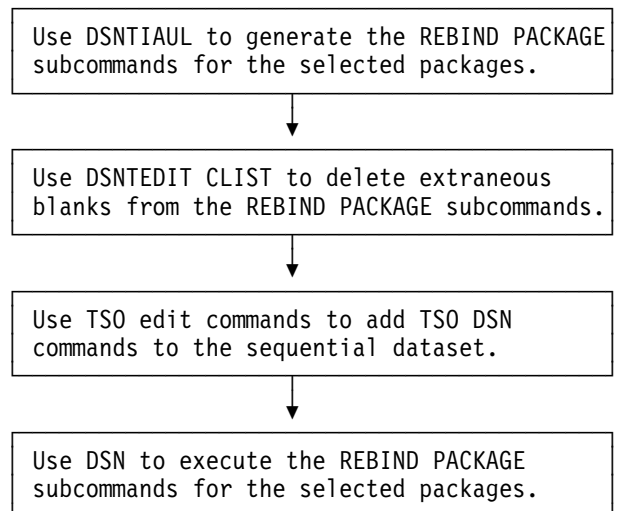 Use DSNTIAUL to generate the REBIND PACKAGE
subcommands for the selected packages.
Use DSNTEDIT CLIST to delete extraneous
blanks from the REBIND PACKAGE subcommands.
Use TSO edit commands to add TSO DSN
commands to the sequential dataset.
Use DSN to execute the REBIND PACKAGE
subcommands for the selected packages.